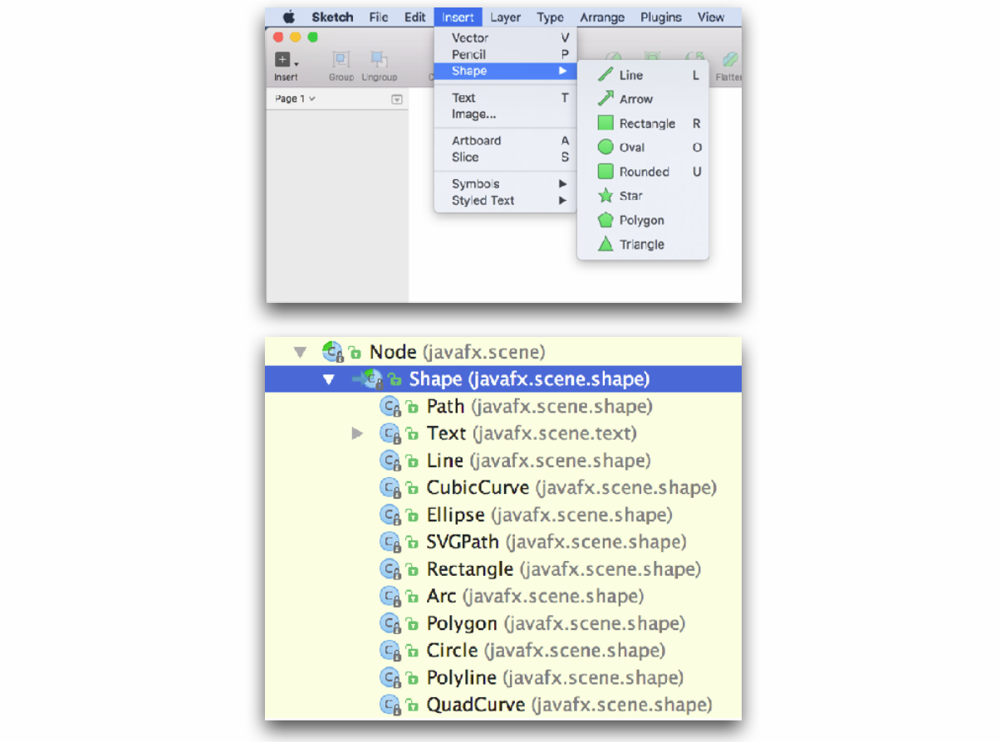 Sketch File Edit Insert Layer Type Arrange Plugins View
Vector V
Pencil P
Shape
Text T
Image...
Artboard A
Slice S
Symbols
Styled Text
Insert Group Ungroup
Page 1
Line L
Arrow
Rectangle R
Oval O
Rounded U
Star
Polygon
Triangle
Node (javafx.scene)
Shape (javafx.scene.shape)
Path (javafx.scene.shape)
Text (javafx.scene.text)
Line (javafx.scene.shape)
CubicCurve (javafx.scene.shape)
Ellipse (javafx.scene.shape)
SVGPath (javafx.scene.shape)
Rectangle (javafx.scene.shape)
Arc (javafx.scene.shape)
Polygon (javafx.scene.shape)
Circle (javafx.scene.shape)
Polyline (javafx.scene.shape)
QuadCurve (javafx.scene.shape)